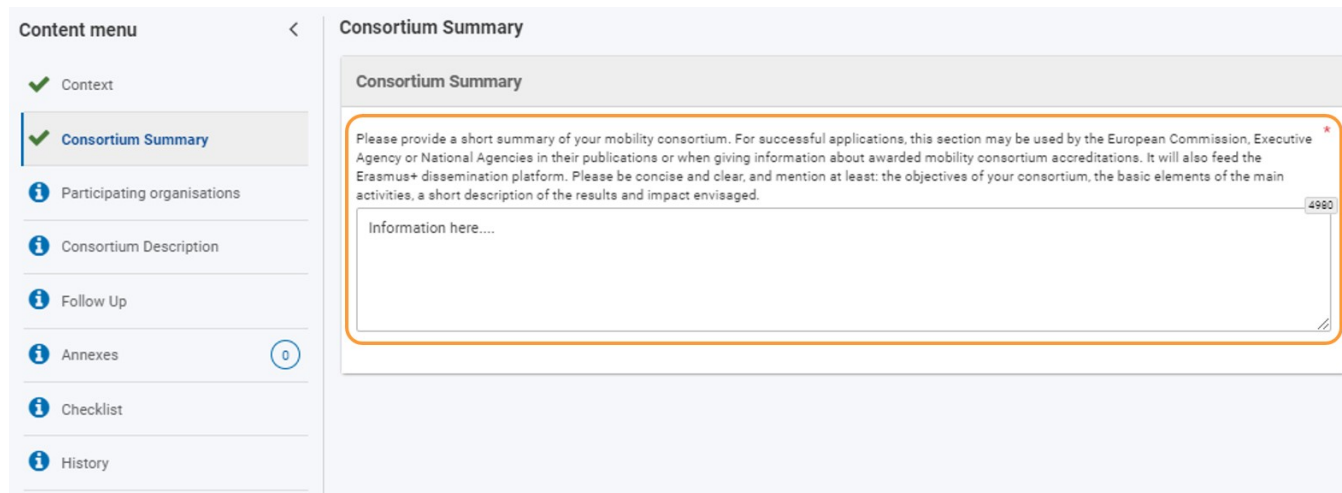 Content menu
Context
Consortium Summary
Participating organisations
Consortium Description
Follow Up
Annexes
0
Checklist
History
Consortium Summary
Consortium Summary
Please provide a short summary of your mobility consortium. For successful applications, this section may be used by the European Commission, Executive *
Agency or National Agencies in their publications or when giving information about awarded mobility consortium accreditations. It will also feed the
Erasmus+ dissemination platform. Please be concise and clear, and mention at least: the objectives of your consortium, the basic elements of the main
activities, a short description of the results and impact envisaged.
4980
Information here....